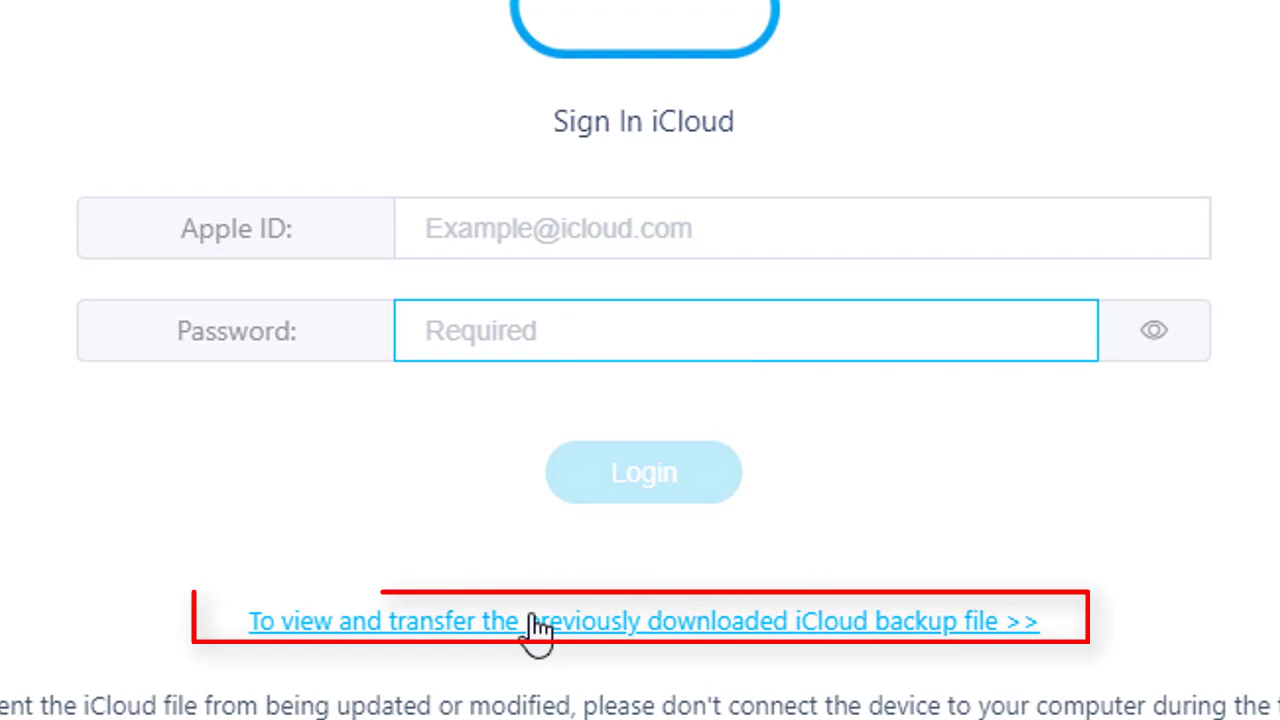 Sign In iCloud
Apple ID:
Example@icloud.com
Password:
Required
Login
To view and transfer the previously downloaded iCloud backup file >>
the iCloud file from being updated or modified, please don't connect the device to your computer during the